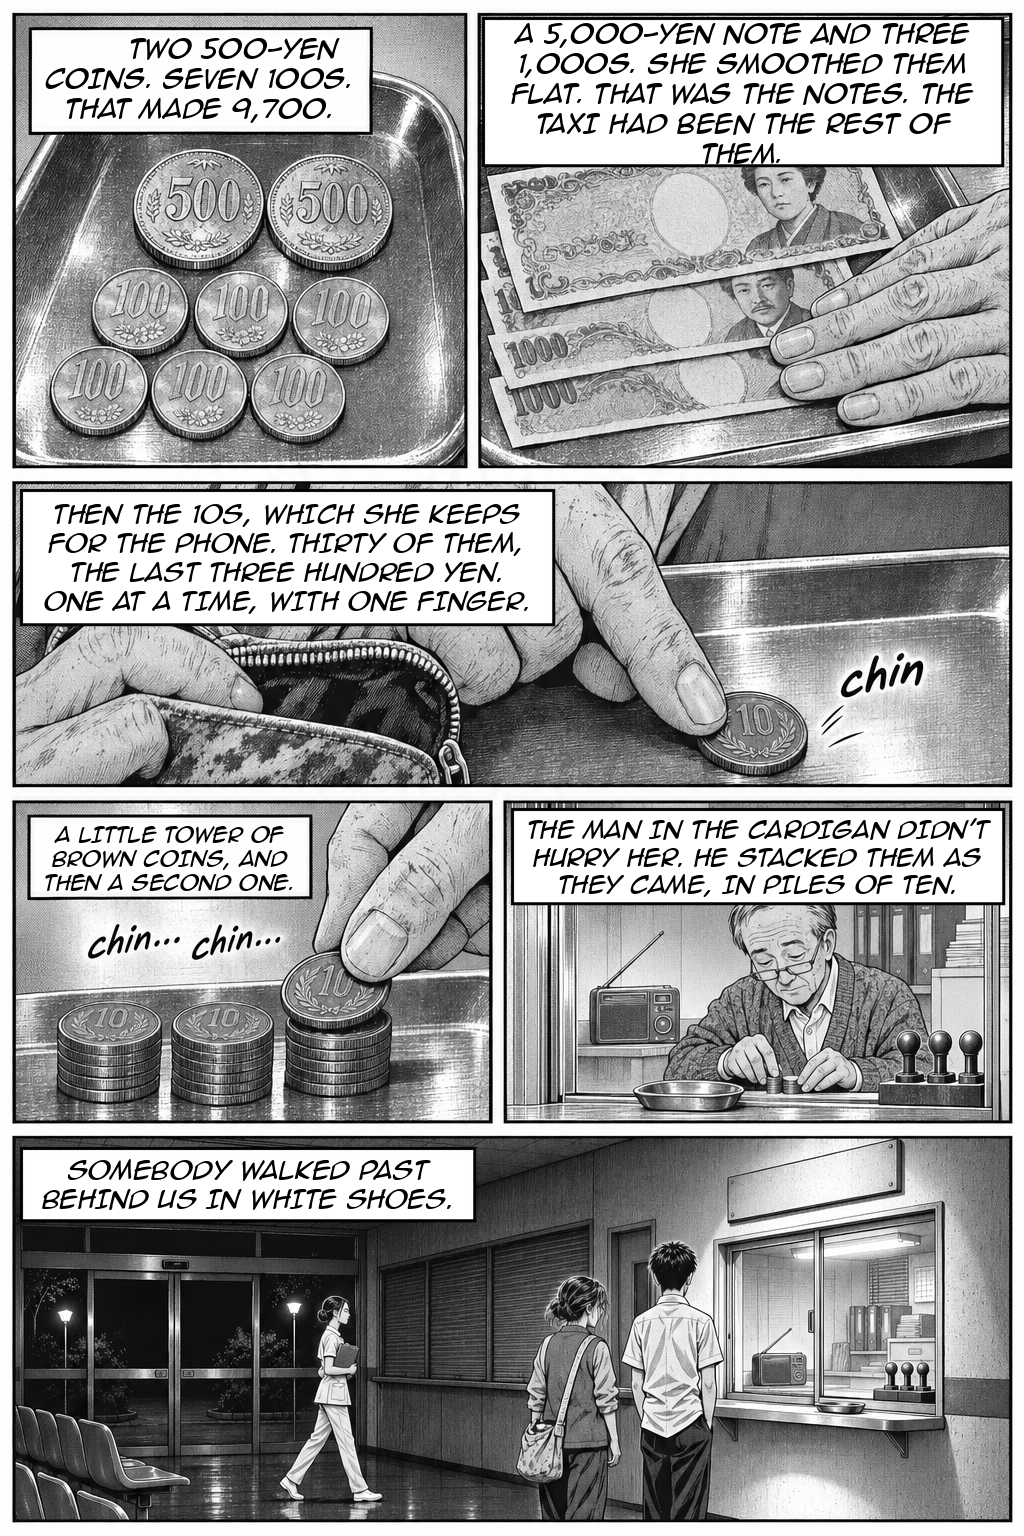 A 5,000-YEN NOTE AND THREE
1,000S. SHE SMOOTHED THEM
FLAT. THAT WAS THE NOTES. THE
TAXI HAD BEEN THE REST OF
THEM.
1000
1000
TWO 500-YEN
COINS. SEVEN 100S.
THAT MADE 9,700.
500 500
100 100 100
100 100 100
THEN THE 10S, WHICH SHE KEEPS
FOR THE PHONE. THIRTY OF THEM,
THE LAST THREE HUNDRED YEN.
ONE AT A TIME, WITH ONE FINGER.
chin
10
THE MAN IN THE CARDIGAN DIDN'T
HURRY HER. HE STACKED THEM AS
THEY CAME, IN PILES OF TEN.
A LITTLE TOWER OF
BROWN COINS, AND
THEN A SECOND ONE.
chin... chin...
10 10 10
SOMEBODY WALKED PAST
BEHIND US IN WHITE SHOES.